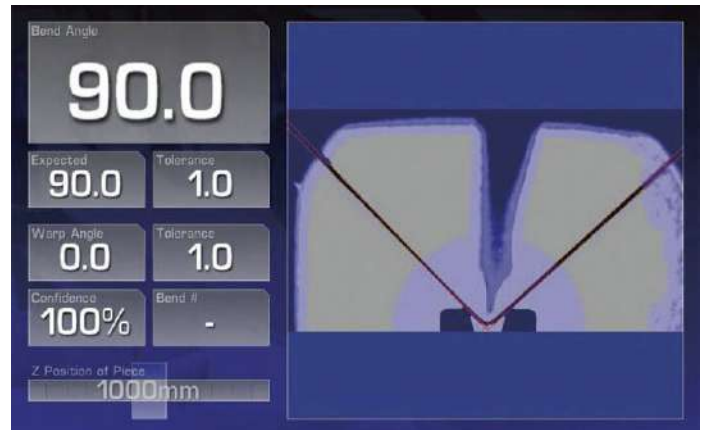 Bend Angle
90.0
Expected
90.0
Tolerance
1.0
Warp Angle
0.0
Tolerance
1.0
Confidence
100%
Bend #
-
Z Position of Piece
1000mm